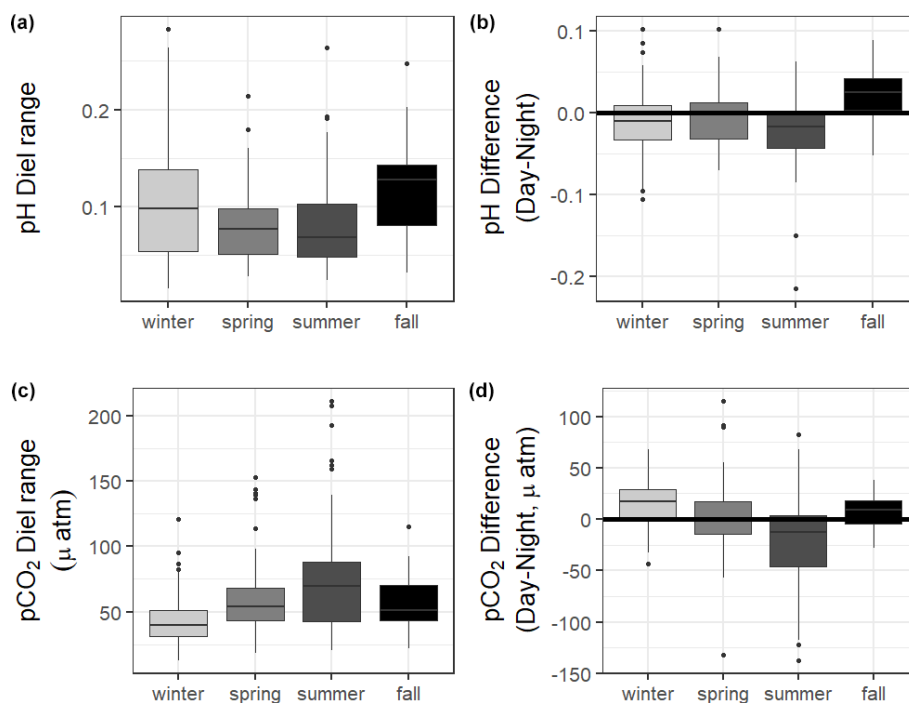 (a)
pH Diel range
0.2
0.1
winter spring summer fall
(b)
pH Difference
(Day-Night)
0.1
0.0
-0.1
-0.2
winter spring summer fall
(c)
pCO₂ Diel range
(μ atm)
200
150
100
50
winter spring summer fall
(d)
pCO₂ Difference
(Day-Night, μ atm)
100
50
0
-50
-100
-150
winter spring summer fall